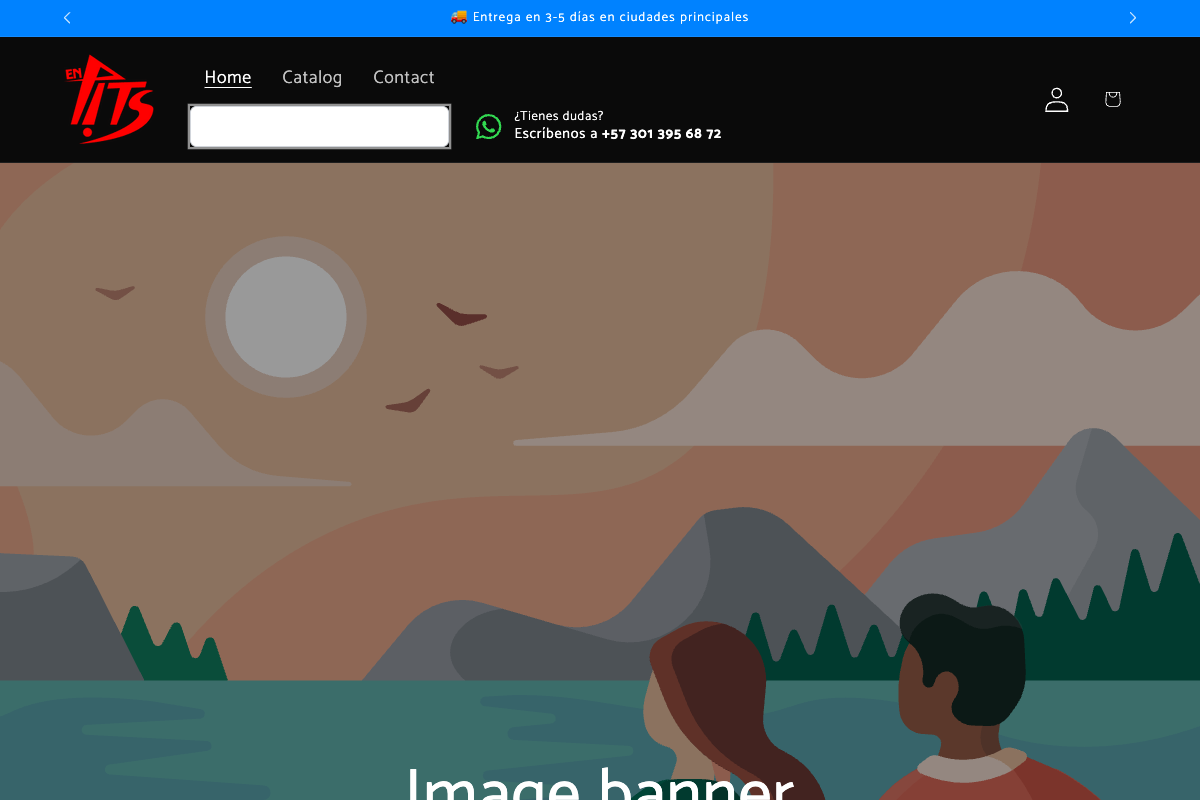 🚚 Entrega en 3-5 días en ciudades principales
EN PITS
Home Catalog Contact
¿Tienes dudas?
Escríbenos a +57 301 395 68 72
Image banner